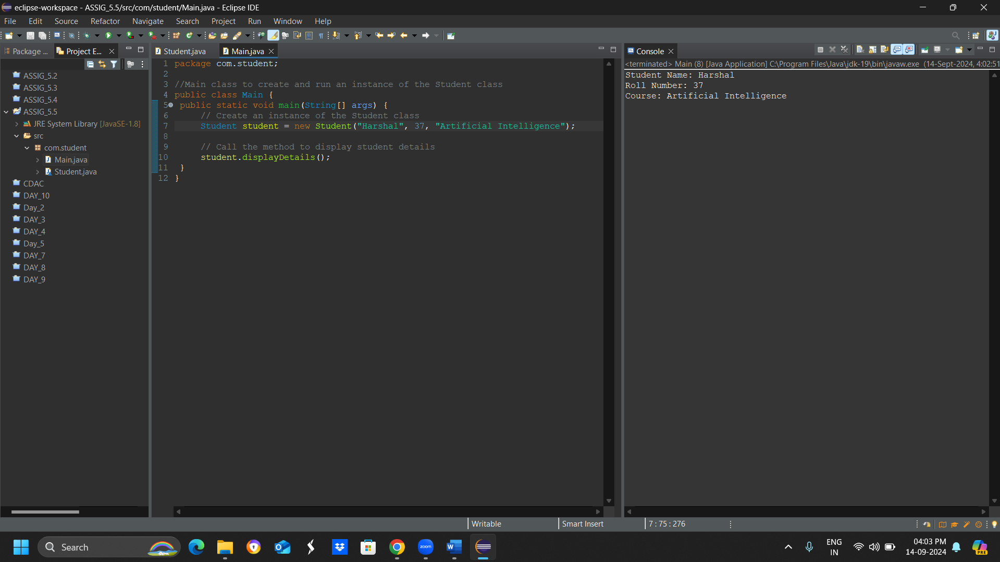 eclipse-workspace - ASSIG_5.5/src/com/student/Main.java - Eclipse IDE
File Edit Source Refactor Navigate Search Project Run Window Help
Package ... Project E... Student.java Main.java Console
<terminated> Main (8) [Java Application] C:\Program Files\Java\jdk-19\bin\javaw.exe (14-Sept-2024, 4:02:51
ASSIG_5.2
ASSIG_5.3
ASSIG_5.4
ASSIG_5.5
JRE System Library [JavaSE-1.8]
src
com.student
Main.java
Student.java
CDAC
DAY_10
Day_2
DAY_3
DAY_4
Day_5
DAY_7
DAY_8
DAY_9
1 package com.student;
2
3 //Main class to create and run an instance of the Student class
4 public class Main {
5 public static void main(String[] args) {
6 // Create an instance of the Student class
7 Student student = new Student("Harshal", 37, "Artificial Intelligence");
8
9 // Call the method to display student details
10 student.displayDetails();
11 }
12 }
Student Name: Harshal
Roll Number: 37
Course: Artificial Intelligence
Writable Smart Insert 7 : 75 : 276
Search zoom W ENG IN 04:03 PM 14-09-2024 PRE